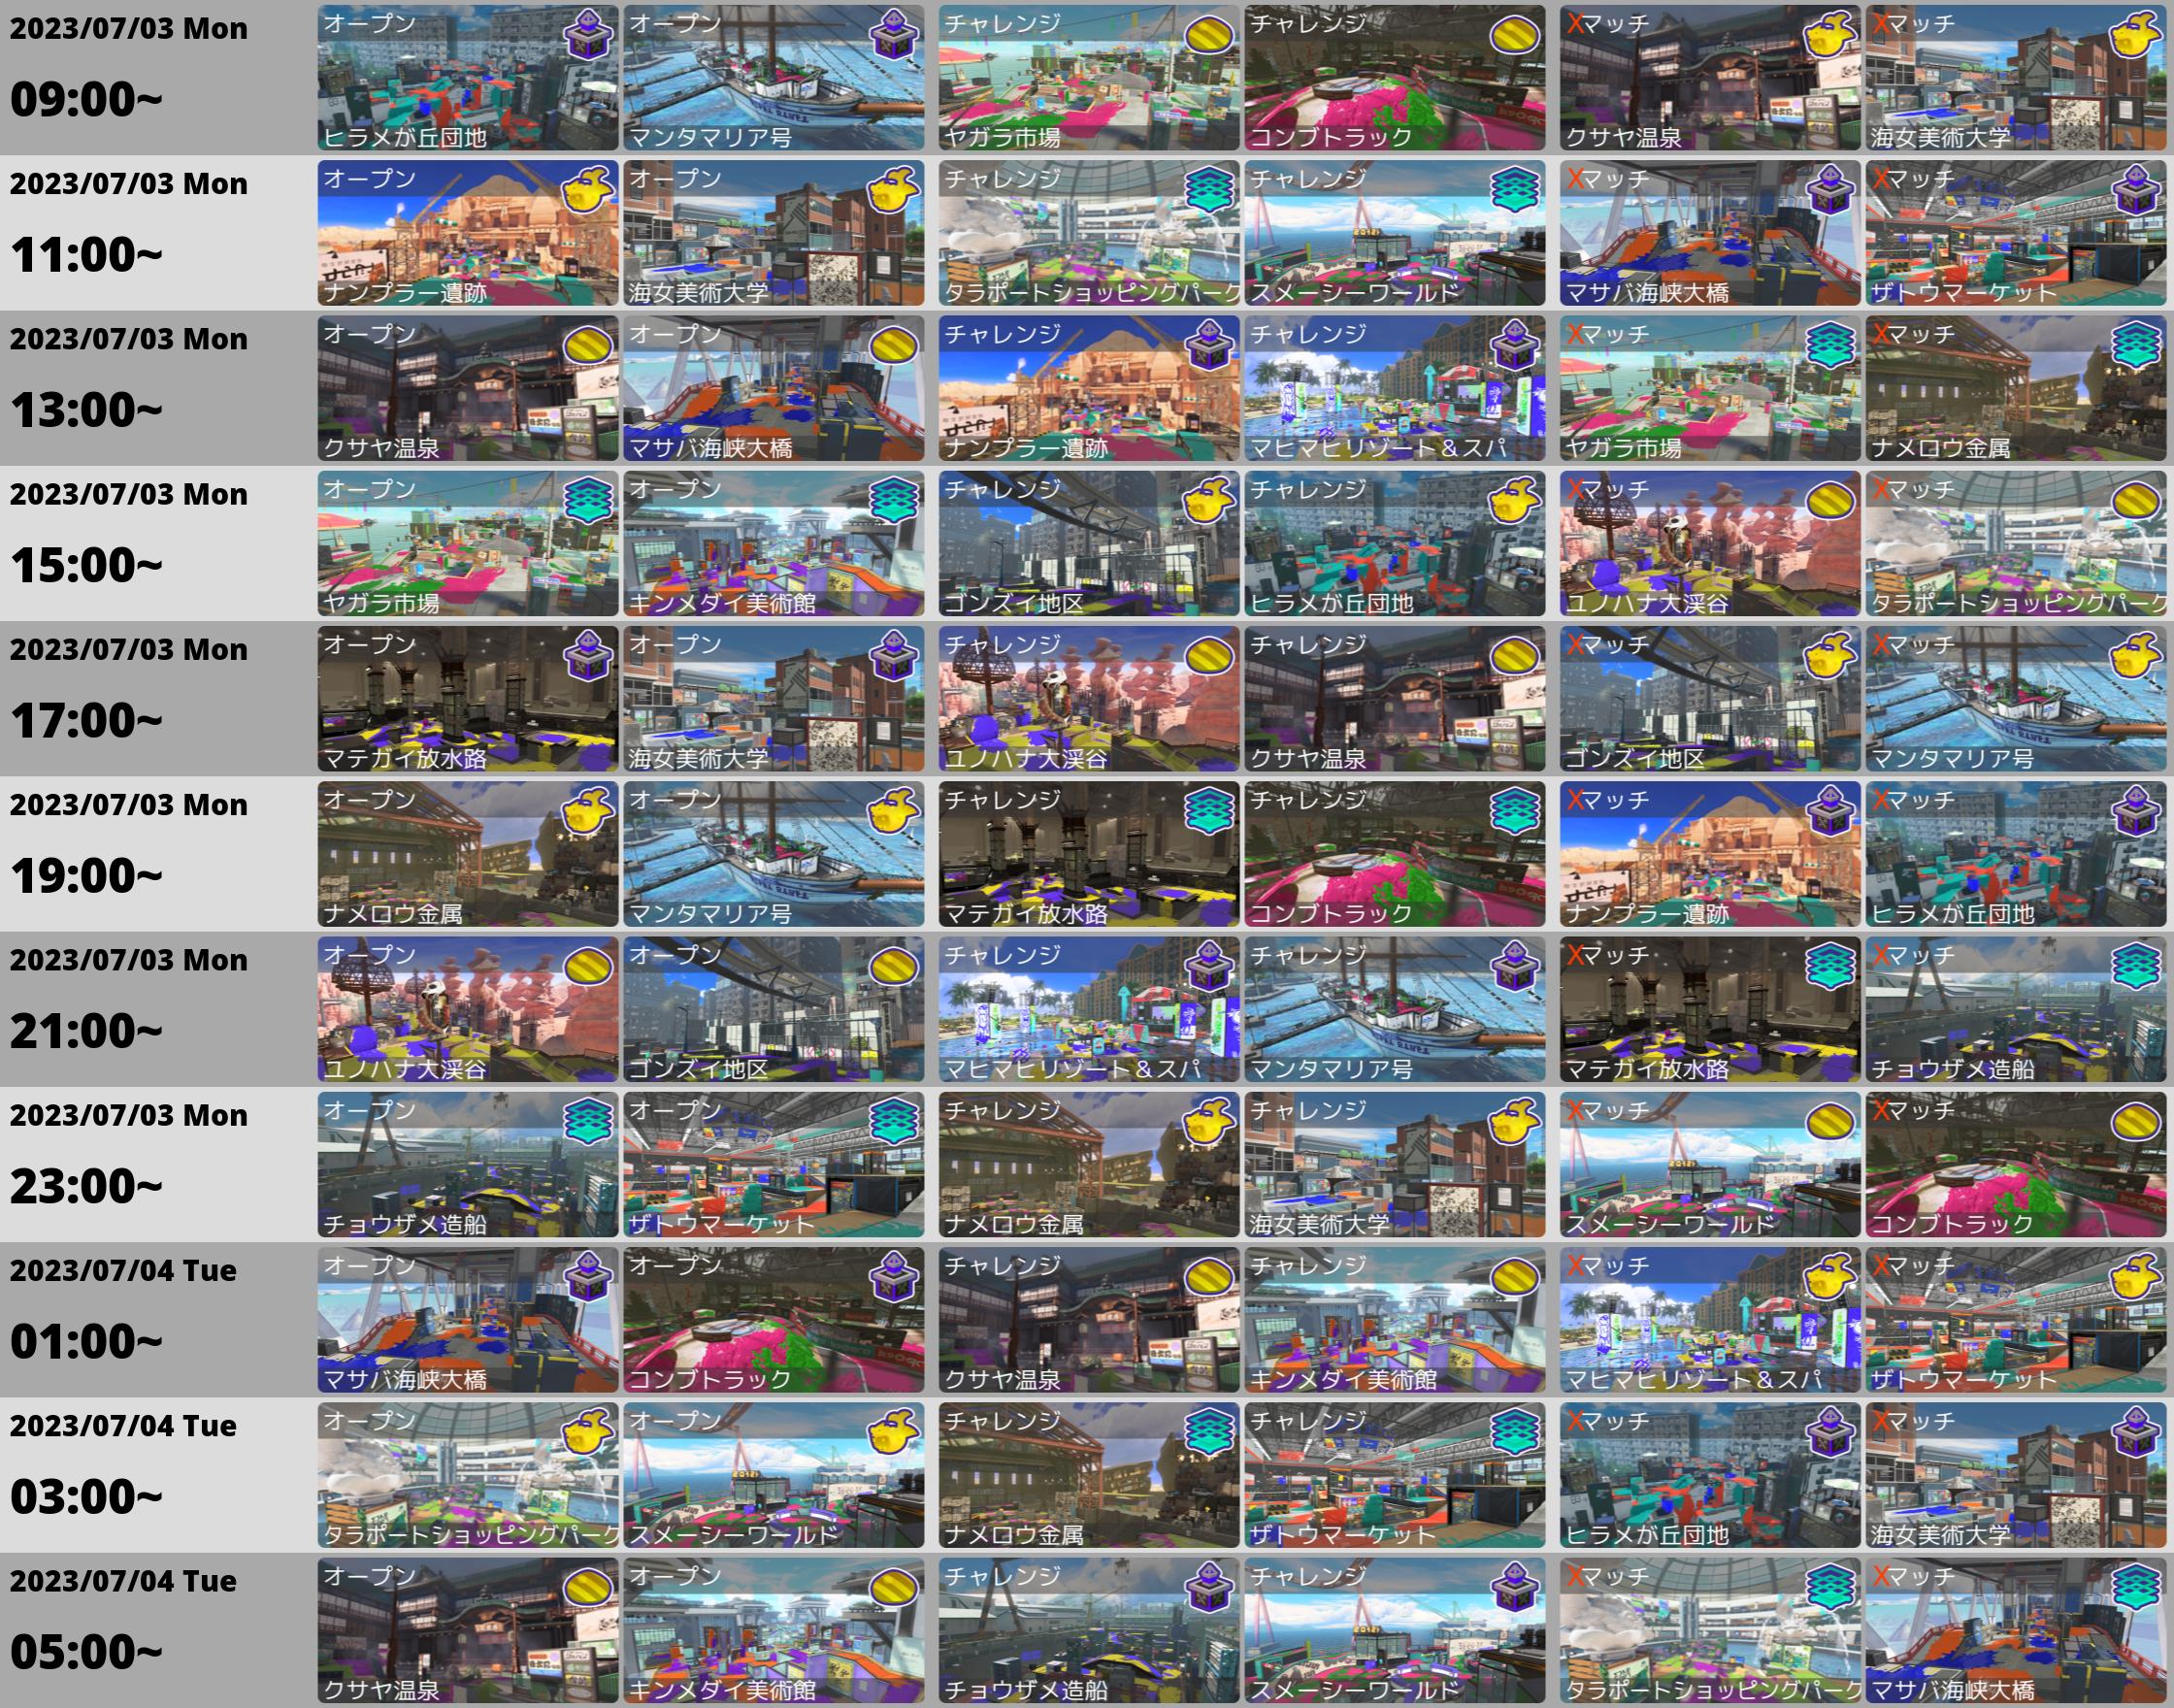 2023/07/03 Mon
09:00~
オープン オープン チャレンジ チャレンジ Xマッチ Xマッチ
ヒラメが丘団地 マンタマリア号 ヤガラ市場 コンブトラック クサヤ温泉 海女美術大学
2023/07/03 Mon
11:00~
オープン オープン チャレンジ チャレンジ Xマッチ Xマッチ
ナンプラー遺跡 海女美術大学 タラポートショッピングパーク スメーシーワールド マサバ海峡大橋 ザトウマーケット
2023/07/03 Mon
13:00~
オープン オープン チャレンジ チャレンジ Xマッチ Xマッチ
クサヤ温泉 マサバ海峡大橋 ナンプラー遺跡 マヒマヒリゾート＆スパ ヤガラ市場 ナメロウ金属
2023/07/03 Mon
15:00~
オープン オープン チャレンジ チャレンジ Xマッチ Xマッチ
ヤガラ市場 キンメダイ美術館 ゴンズイ地区 ヒラメが丘団地 ユノハナ大渓谷 タラポートショッピングパーク
2023/07/03 Mon
17:00~
オープン オープン チャレンジ チャレンジ Xマッチ Xマッチ
マテガイ放水路 海女美術大学 ユノハナ大渓谷 クサヤ温泉 ゴンズイ地区 マンタマリア号
2023/07/03 Mon
19:00~
オープン オープン チャレンジ チャレンジ Xマッチ Xマッチ
ナメロウ金属 マンタマリア号 マテガイ放水路 コンブトラック ナンプラー遺跡 ヒラメが丘団地
2023/07/03 Mon
21:00~
オープン オープン チャレンジ チャレンジ Xマッチ Xマッチ
ユノハナ大渓谷 ゴンズイ地区 マヒマヒリゾート＆スパ マンタマリア号 マテガイ放水路 チョウザメ造船
2023/07/03 Mon
23:00~
オープン オープン チャレンジ チャレンジ Xマッチ Xマッチ
チョウザメ造船 ザトウマーケット ナメロウ金属 海女美術大学 スメーシーワールド コンブトラック
2023/07/04 Tue
01:00~
オープン オープン チャレンジ チャレンジ Xマッチ Xマッチ
マサバ海峡大橋 コンブトラック クサヤ温泉 キンメダイ美術館 マヒマヒリゾート＆スパ ザトウマーケット
2023/07/04 Tue
03:00~
オープン オープン チャレンジ チャレンジ Xマッチ Xマッチ
タラポートショッピングパーク スメーシーワールド ナメロウ金属 ザトウマーケット ヒラメが丘団地 海女美術大学
2023/07/04 Tue
05:00~
オープン オープン チャレンジ チャレンジ Xマッチ Xマッチ
クサヤ温泉 キンメダイ美術館 チョウザメ造船 スメーシーワールド タラポートショッピングパーク マサバ海峡大橋